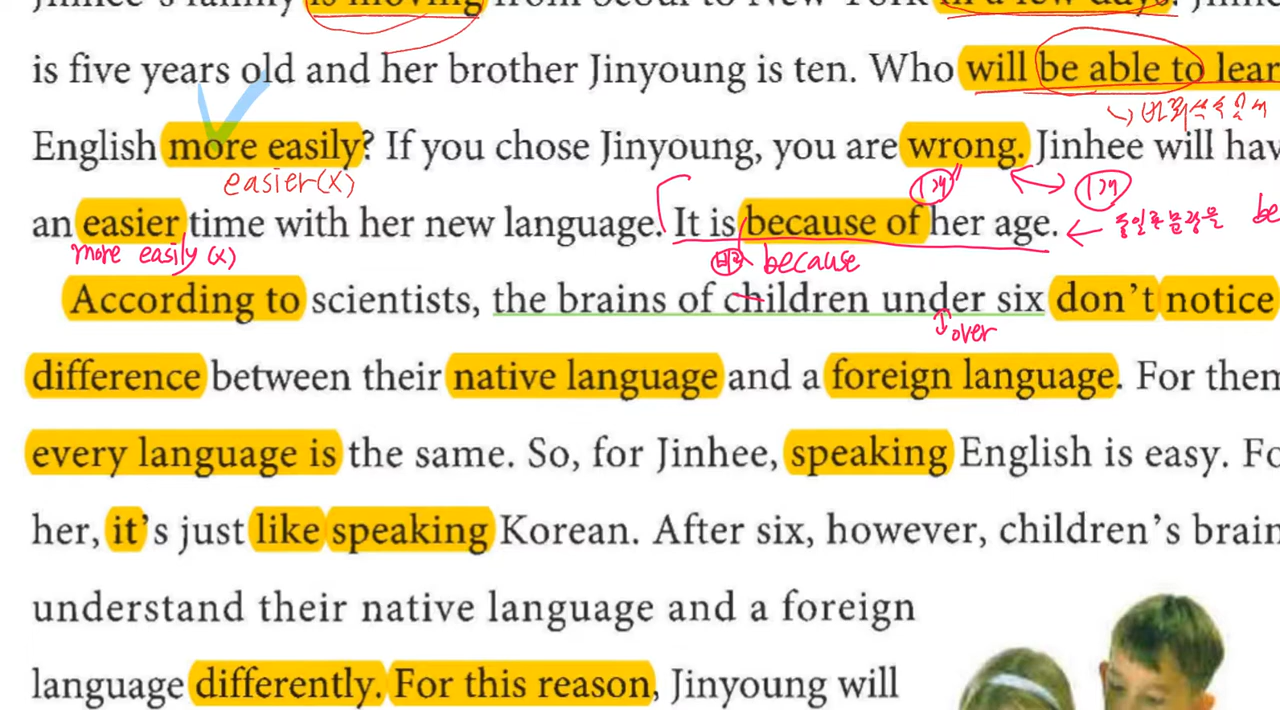 Jinhee's family is moving from Seoul to New York in a few days. Jinhe
is five years old and her brother Jinyoung is ten. Who will be able to lear
English more easily? If you chose Jinyoung, you are wrong. Jinhee will hav
easier(x)
an easier time with her new language. It is because of her age.
more easily (x)
because
According to scientists, the brains of children under six don't notice
over
difference between their native language and a foreign language. For them
every language is the same. So, for Jinhee, speaking English is easy. Fo
her, it's just like speaking Korean. After six, however, children's brain
understand their native language and a foreign
language differently. For this reason, Jinyoung will